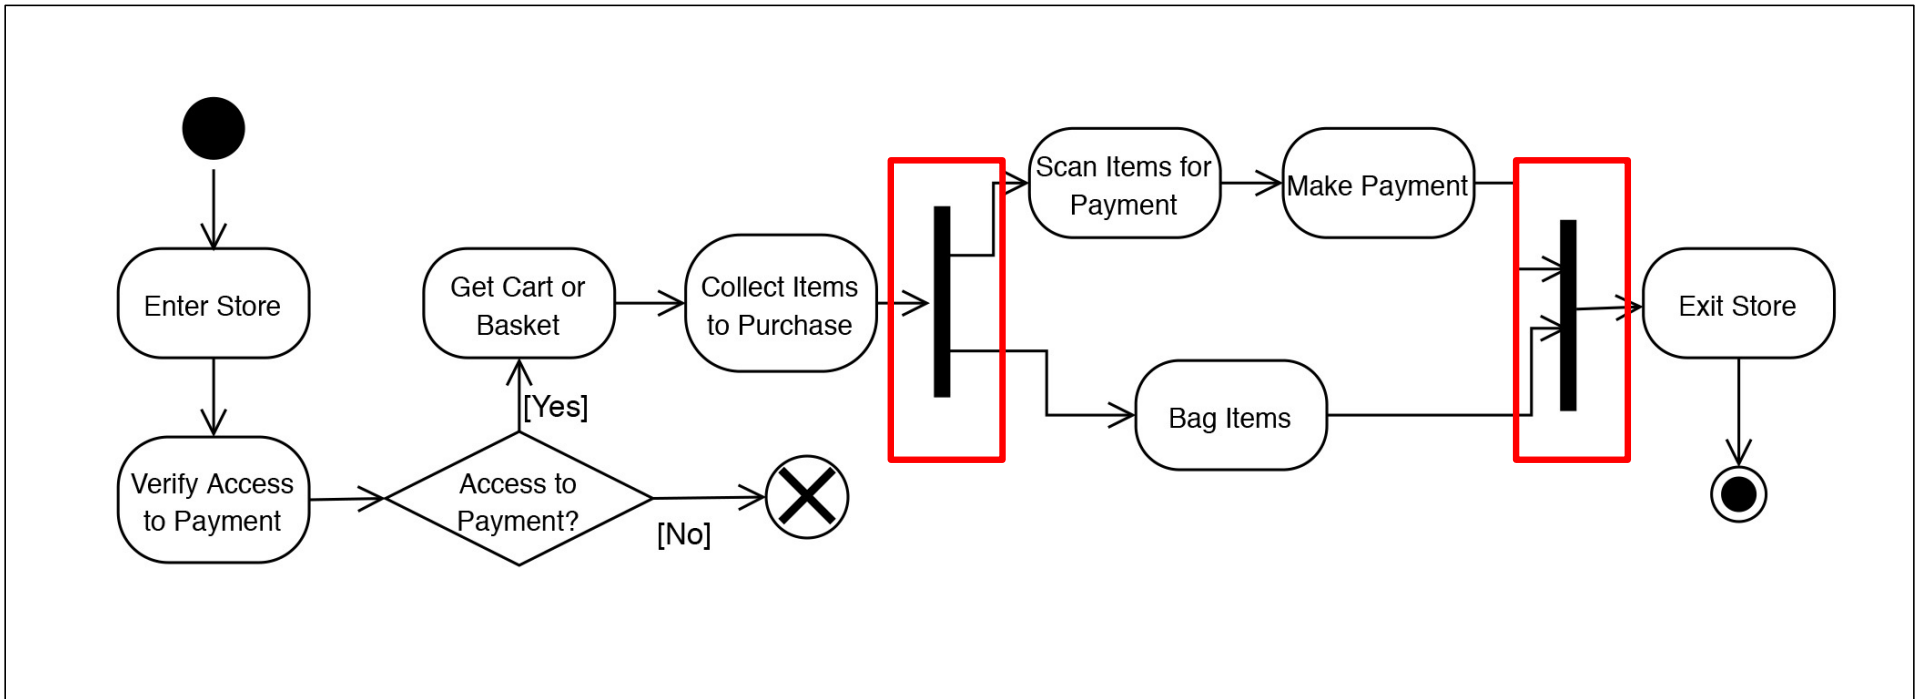 Enter Store
Verify Access
to Payment
Access to
Payment?
[Yes]
[No]
Get Cart or
Basket
Collect Items
to Purchase
Scan Items for
Payment
Make Payment
Bag Items
Exit Store